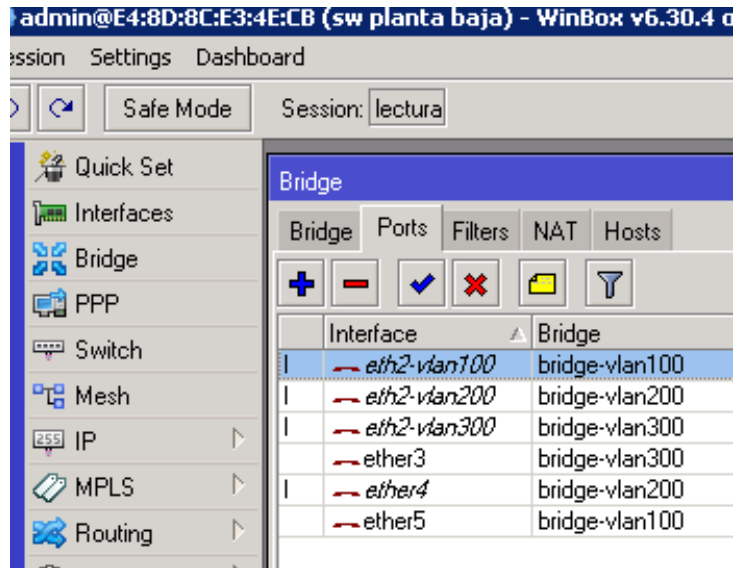 admin@E4:8D:8C:E3:4E:CB (sw planta baja) - WinBox v6.30.4 o
ession Settings Dashboard
Safe Mode Session: lectura
Quick Set
Interfaces
Bridge
PPP
Switch
Mesh
IP
MPLS
Routing
Bridge
Bridge Ports Filters NAT Hosts
Interface Bridge
I eth2-vlan100 bridge-vlan100
I eth2-vlan200 bridge-vlan200
I eth2-vlan300 bridge-vlan300
ether3 bridge-vlan300
I ether4 bridge-vlan200
ether5 bridge-vlan100